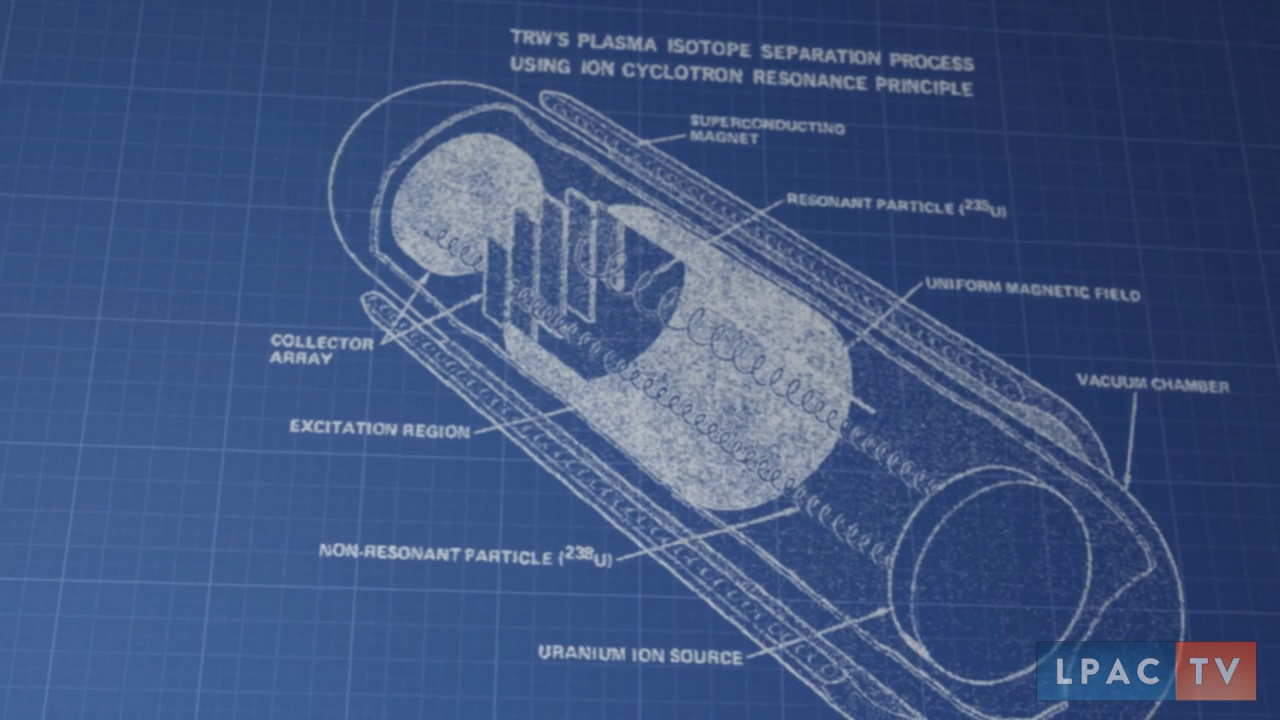 TRW'S PLASMA ISOTOPE SEPARATION PROCESS
USING ION CYCLOTRON RESONANCE PRINCIPLE
SUPERCONDUCTING
MAGNET
RESONANT PARTICLE (²³⁵U)
UNIFORM MAGNETIC FIELD
VACUUM CHAMBER
COLLECTOR
ARRAY
EXCITATION REGION
NON-RESONANT PARTICLE (²³⁸U)
URANIUM ION SOURCE
LPAC TV